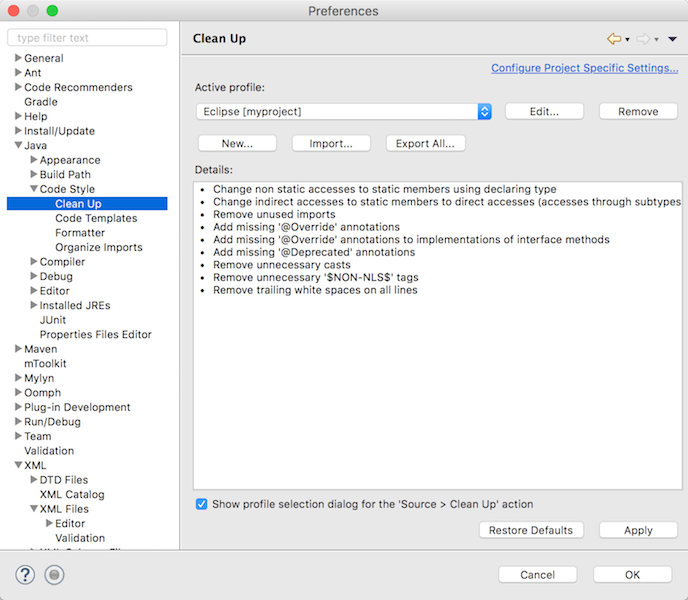 Preferences
type filter text
General
Ant
Code Recommenders
Gradle
Help
Install/Update
Java
Appearance
Build Path
Code Style
Clean Up
Code Templates
Formatter
Organize Imports
Compiler
Debug
Editor
Installed JREs
JUnit
Properties Files Editor
Maven
mToolkit
Mylyn
Oomph
Plug-in Development
Run/Debug
Team
Validation
XML
DTD Files
XML Catalog
XML Files
Editor
Validation
Clean Up
Configure Project Specific Settings...
Active profile:
Eclipse [myproject]
Edit...
Remove
New...
Import...
Export All...
Details:
• Change non static accesses to static members using declaring type
• Change indirect accesses to static members to direct accesses (accesses through subtypes
• Remove unused imports
• Add missing '@Override' annotations
• Add missing '@Override' annotations to implementations of interface methods
• Add missing '@Deprecated' annotations
• Remove unnecessary casts
• Remove unnecessary '$NON-NLS$' tags
• Remove trailing white spaces on all lines
Show profile selection dialog for the 'Source > Clean Up' action
Restore Defaults
Apply
?
Cancel
OK